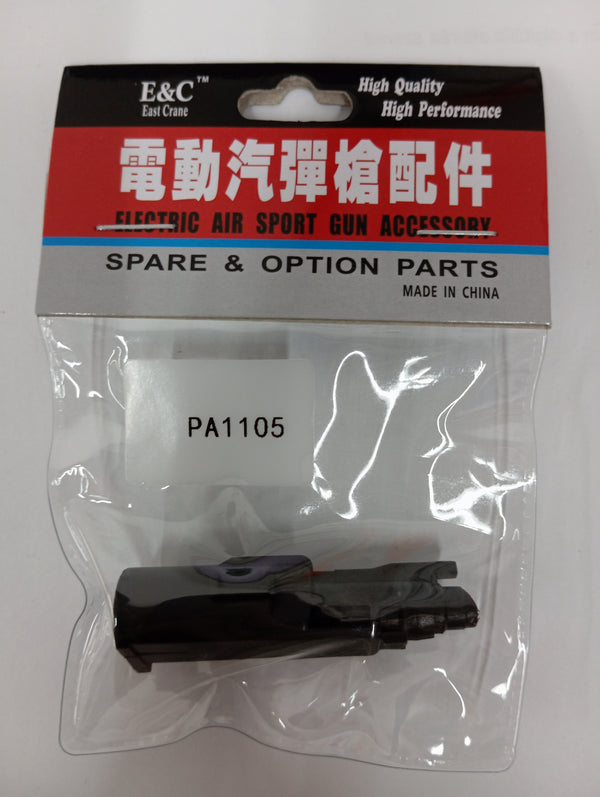 E&C™
East Crane
High Quality
High Performance
電動汽彈槍配件
ELECTRIC AIR SPORT GUN ACCESSORY
SPARE & OPTION PARTS
MADE IN CHINA
PA1105